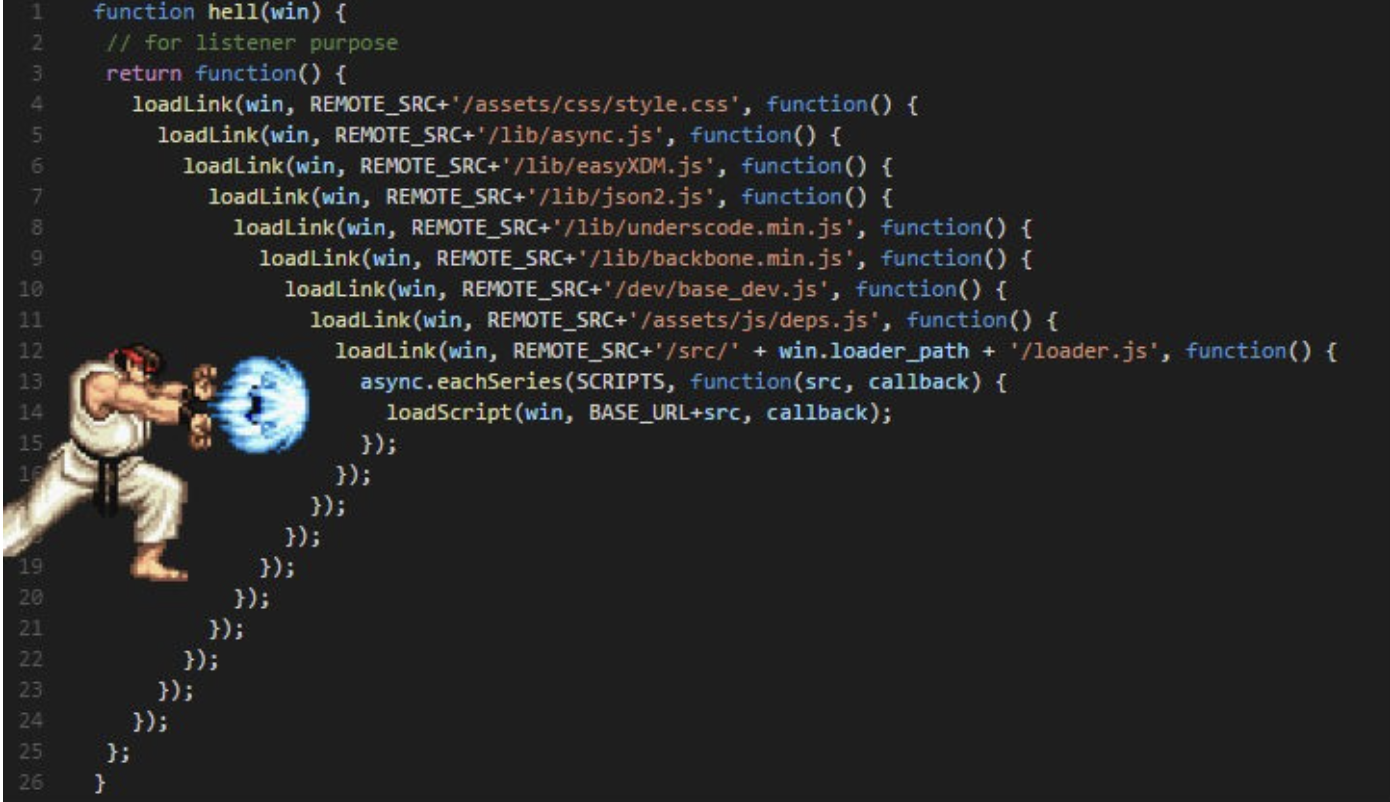 1 function hell(win) {
2 // for listener purpose
3 return function() {
4 loadLink(win, REMOTE_SRC+'/assets/css/style.css', function() {
5 loadLink(win, REMOTE_SRC+'/lib/async.js', function() {
6 loadLink(win, REMOTE_SRC+'/lib/easyXDM.js', function() {
7 loadLink(win, REMOTE_SRC+'/lib/json2.js', function() {
8 loadLink(win, REMOTE_SRC+'/lib/underscode.min.js', function() {
9 loadLink(win, REMOTE_SRC+'/lib/backbone.min.js', function() {
10 loadLink(win, REMOTE_SRC+'/dev/base_dev.js', function() {
11 loadLink(win, REMOTE_SRC+'/assets/js/deps.js', function() {
12 loadLink(win, REMOTE_SRC+'/src/' + win.loader_path + '/loader.js', function() {
13 async.eachSeries(SCRIPTS, function(src, callback) {
14 loadScript(win, BASE_URL+src, callback);
15 });
16 });
});
});
19 });
20 });
21 });
22 });
23 });
24 });
25 };
26 }